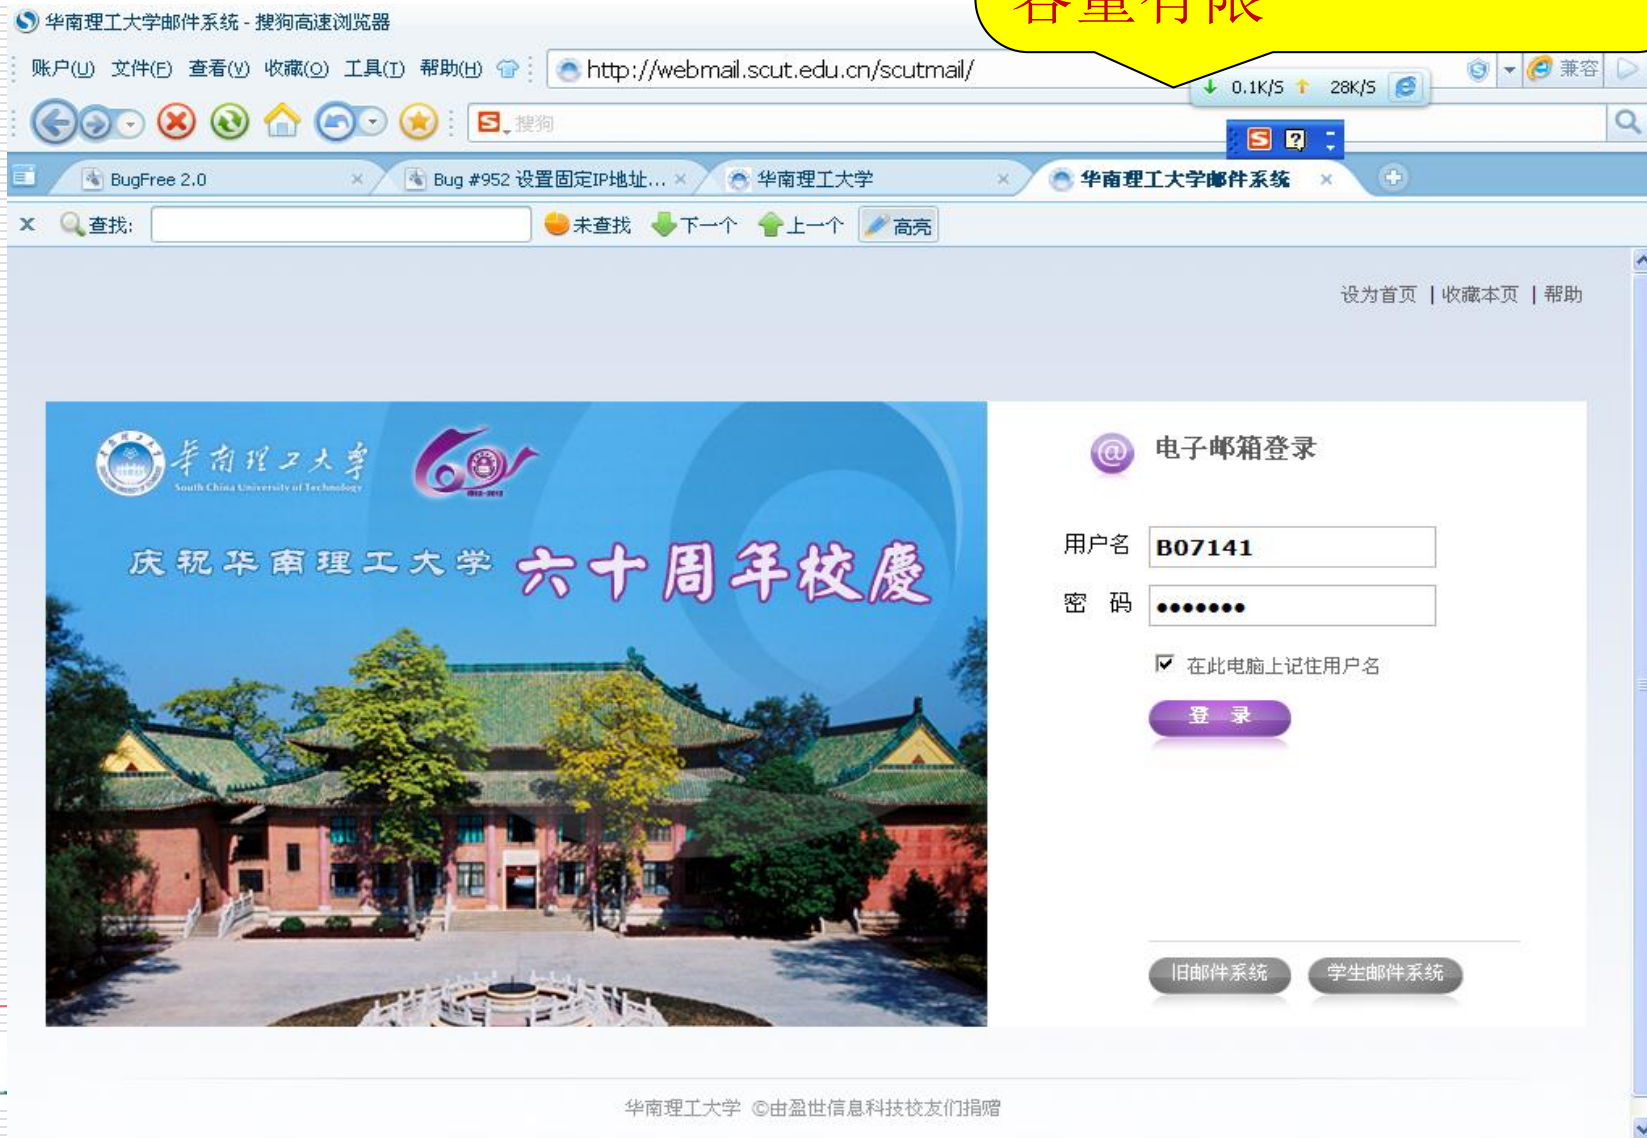 容量有限
华南理工大学邮件系统 - 搜狗高速浏览器
账户(U) 文件(F) 查看(V) 收藏(O) 工具(T) 帮助(H) http://webmail.scut.edu.cn/scutmail/ 兼容
↓ 0.1K/S ↑ 28K/S
搜狗
BugFree 2.0 × Bug #952 设置固定IP地址... × 华南理工大学 × 华南理工大学邮件系统 ×
x 查找: 未查找 下一个 上一个 高亮
设为首页 | 收藏本页 | 帮助
华南理工大学
South China University of Technology
60
1952-2012
庆祝华南理工大学 六十周年校慶
@ 电子邮箱登录
用户名 B07141
密 码 •••••••
在此电脑上记住用户名
登 录
旧邮件系统 学生邮件系统
华南理工大学 ©由盈世信息科技校友们捐赠